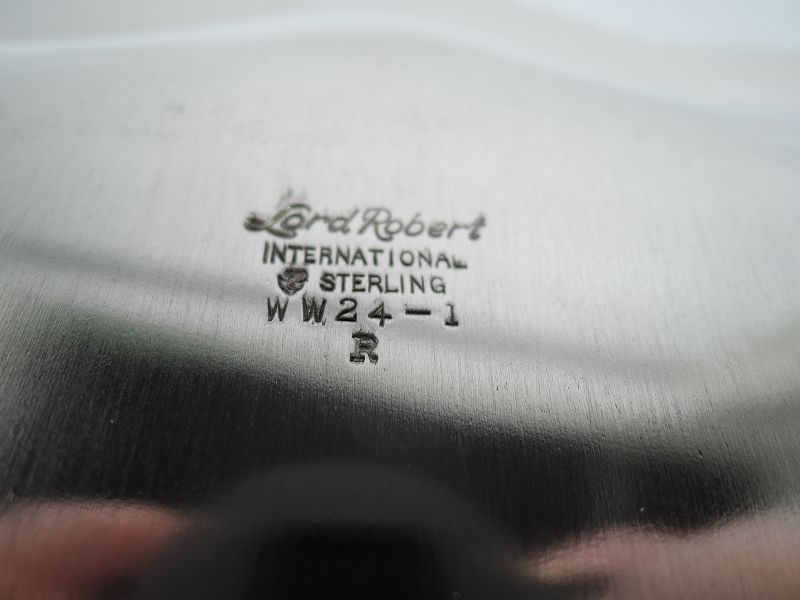 Lord Robert
INTERNATIONAL
STERLING
WW24-1
R